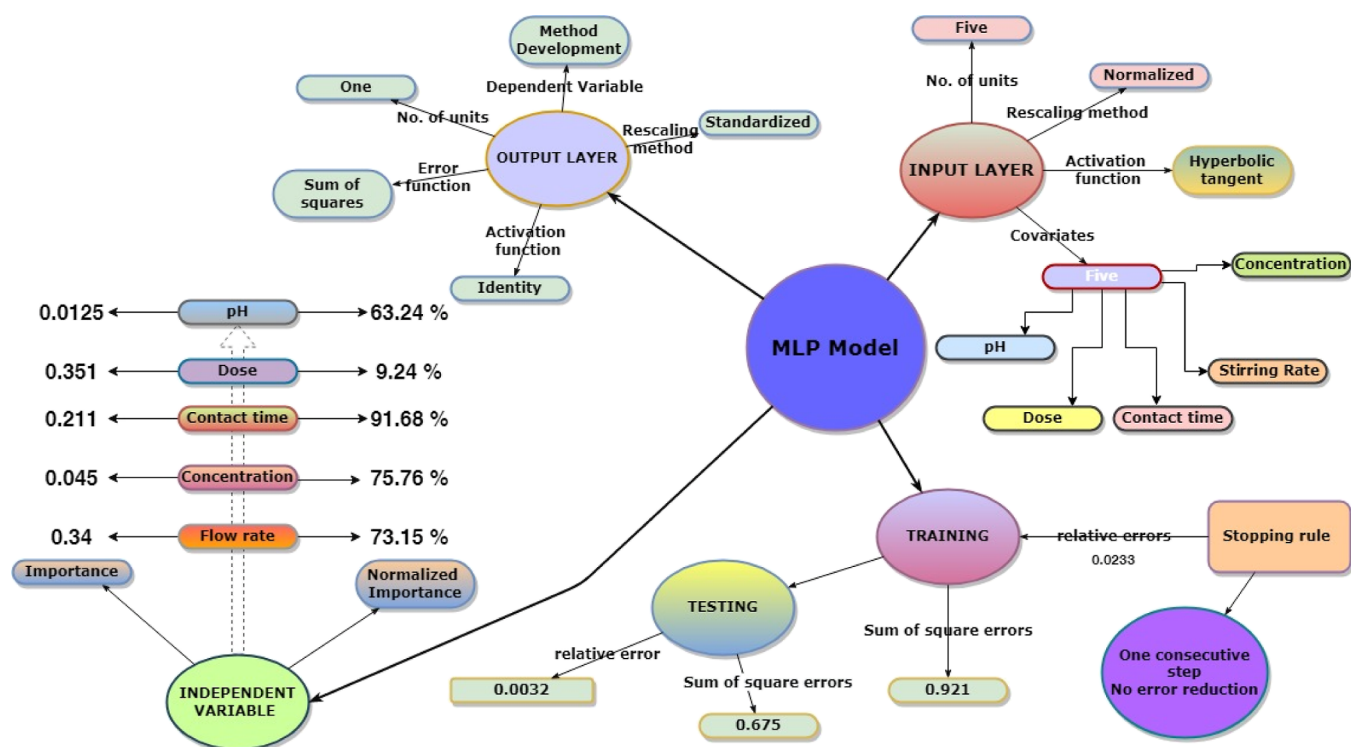 Method
Development
Dependent Variable
One
No. of units
Rescaling
method
Standardized
OUTPUT LAYER
Error
function
Sum of
squares
Activation
function
Identity
Five
No. of units
Normalized
Rescaling method
INPUT LAYER
Activation
function
Hyperbolic
tangent
Covariates
Five
Concentration
pH
Stirring Rate
Dose
Contact time
MLP Model
0.0125
pH
63.24 %
0.351
Dose
9.24 %
0.211
Contact time
91.68 %
0.045
Concentration
75.76 %
0.34
Flow rate
73.15 %
Importance
Normalized
Importance
INDEPENDENT
VARIABLE
TRAINING
relative errors
0.0233
Stopping rule
TESTING
Sum of square errors
relative error
Sum of square errors
0.0032
0.921
0.675
One consecutive
step
No error reduction